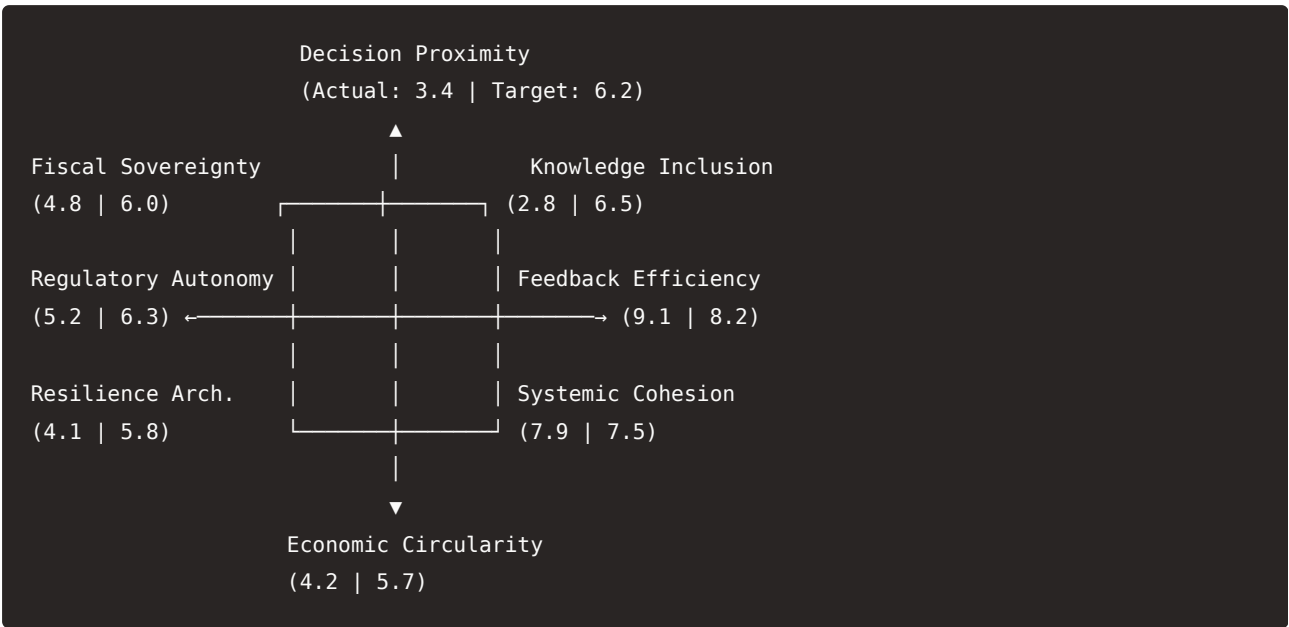 Decision Proximity
(Actual: 3.4 | Target: 6.2)
Fiscal Sovereignty
Knowledge Inclusion
(4.8 | 6.0)
(2.8 | 6.5)
Regulatory Autonomy
Feedback Efficiency
(5.2 | 6.3)
(9.1 | 8.2)
Resilience Arch.
Systemic Cohesion
(4.1 | 5.8)
(7.9 | 7.5)
Economic Circularity
(4.2 | 5.7)